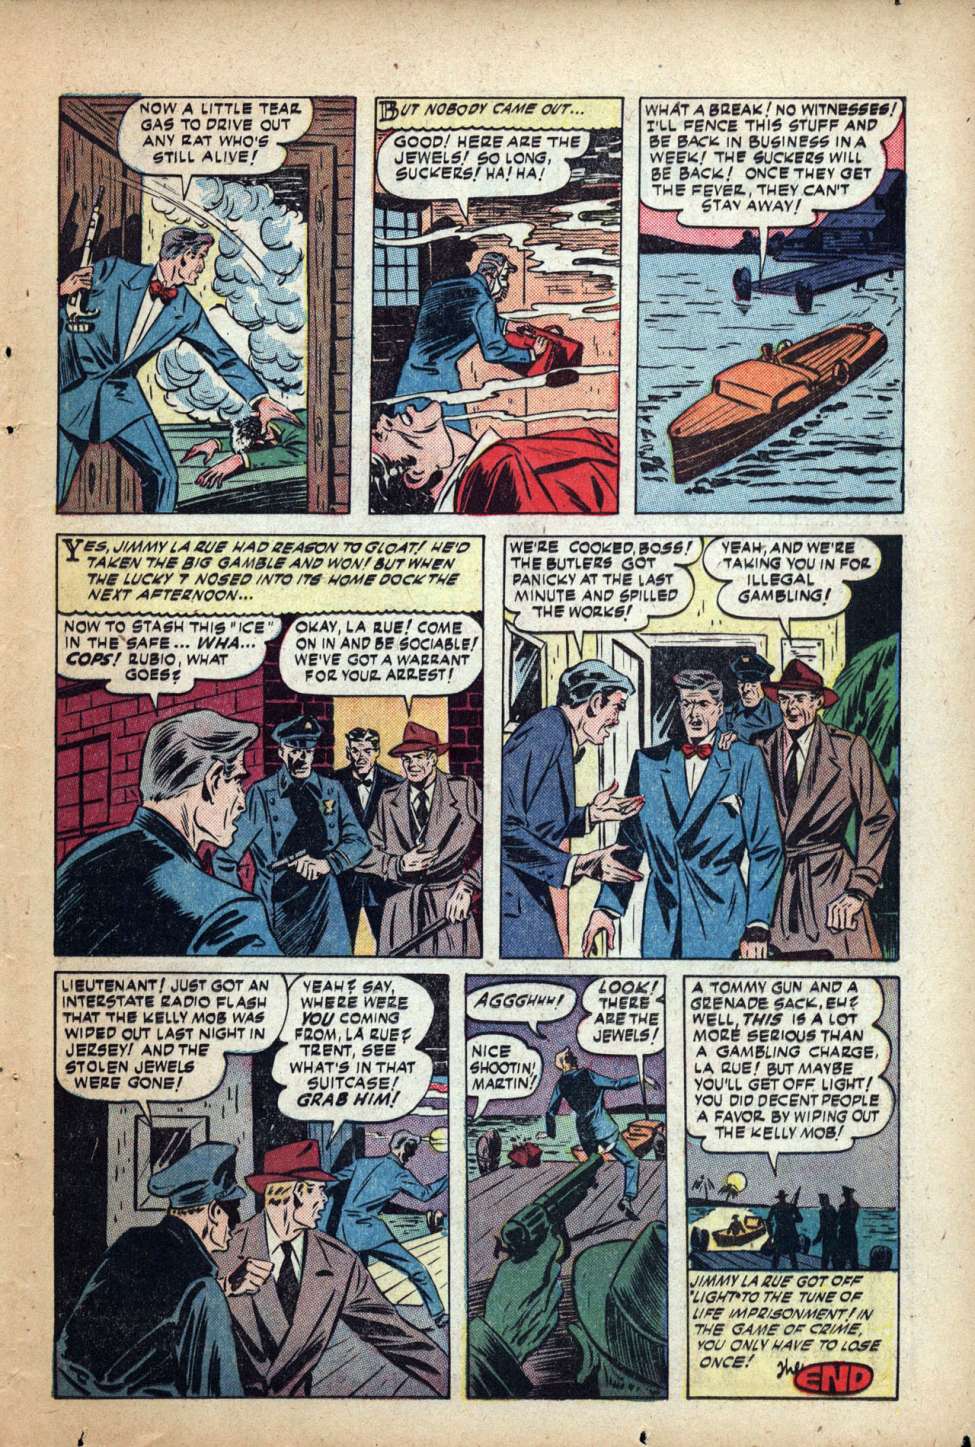 NOW A LITTLE TEAR
GAS TO DRIVE OUT
ANY RAT WHO'S
STILL ALIVE!
BUT NOBODY CAME OUT...
GOOD! HERE ARE THE
JEWELS! SO LONG,
SUCKERS! HA! HA!
WHAT A BREAK! NO WITNESSES!
I'LL FENCE THIS STUFF AND
BE BACK IN BUSINESS IN A
WEEK! THE SUCKERS WILL
BE BACK! ONCE THEY GET
THE FEVER, THEY CAN'T
STAY AWAY!
YES, JIMMY LA RUE HAD REASON TO GLOAT! HE'D
TAKEN THE BIG GAMBLE AND WON! BUT WHEN
THE LUCKY 7 NOSED INTO ITS HOME DOCK THE
NEXT AFTERNOON...
NOW TO STASH THIS "ICE"
IN THE SAFE... WHA...
COPS! RUBIO, WHAT
GOES?
OKAY, LA RUE! COME
ON IN AND BE SOCIABLE!
WE'VE GOT A WARRANT
FOR YOUR ARREST!
WE'RE COOKED, BOSS!
THE BUTLERS GOT
PANICKY AT THE LAST
MINUTE AND SPILLED
THE WORKS!
YEAH, AND WE'RE
TAKING YOU IN FOR
ILLEGAL
GAMBLING!
LIEUTENANT! JUST GOT AN
INTERSTATE RADIO FLASH
THAT THE KELLY MOB WAS
WIPED OUT LAST NIGHT IN
JERSEY! AND THE
STOLEN JEWELS
WERE GONE!
YEAH? SAY,
WHERE WERE
YOU COMING
FROM, LA RUE?
TRENT, SEE
WHAT'S IN THAT
SUITCASE!
GRAB HIM!
AGGGHHH!
NICE
SHOOTIN',
MARTIN!
LOOK!
THERE
ARE THE
JEWELS!
A TOMMY GUN AND A
GRENADE SACK, EH?
WELL, THIS IS A LOT
MORE SERIOUS THAN
A GAMBLING CHARGE,
LA RUE! BUT MAYBE
YOU'LL GET OFF LIGHT!
YOU DID DECENT PEOPLE
A FAVOR BY WIPING OUT
THE KELLY MOB!
JIMMY LA RUE GOT OFF
"LIGHT" TO THE TUNE OF
LIFE IMPRISONMENT! IN
THE GAME OF CRIME,
YOU ONLY HAVE TO LOSE
ONCE!
The END